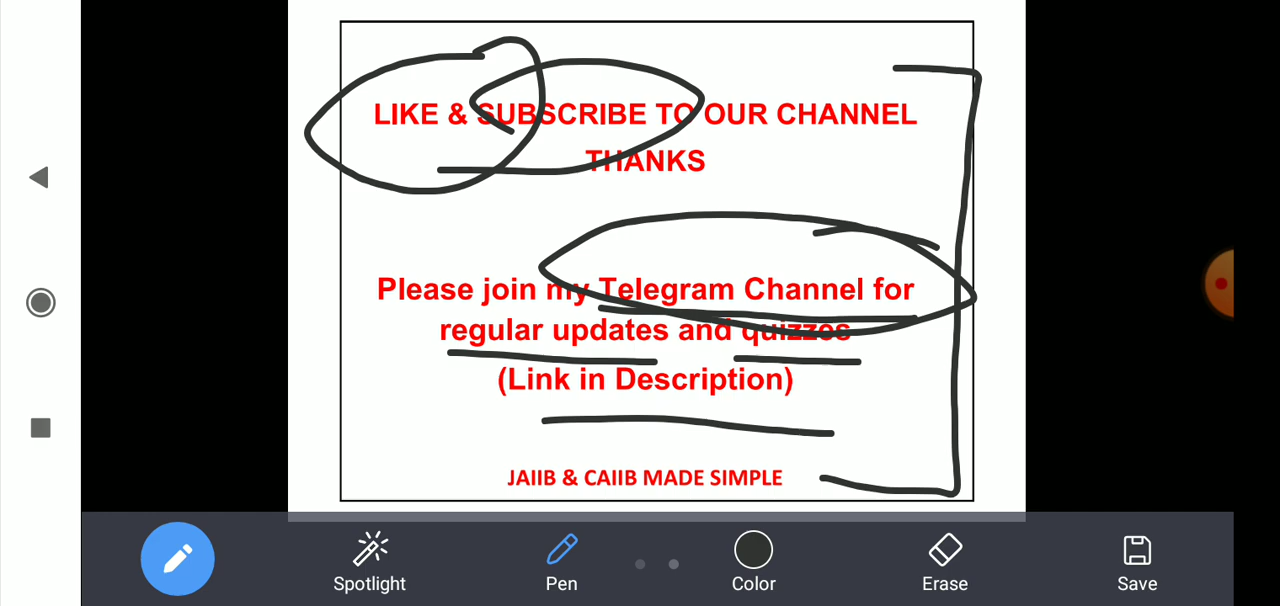 LIKE & SUBSCRIBE TO OUR CHANNEL
THANKS
Please join my Telegram Channel for
regular updates and quizzes
(Link in Description)
JAIIB & CAIIB MADE SIMPLE
Spotlight
Pen
Color
Erase
Save